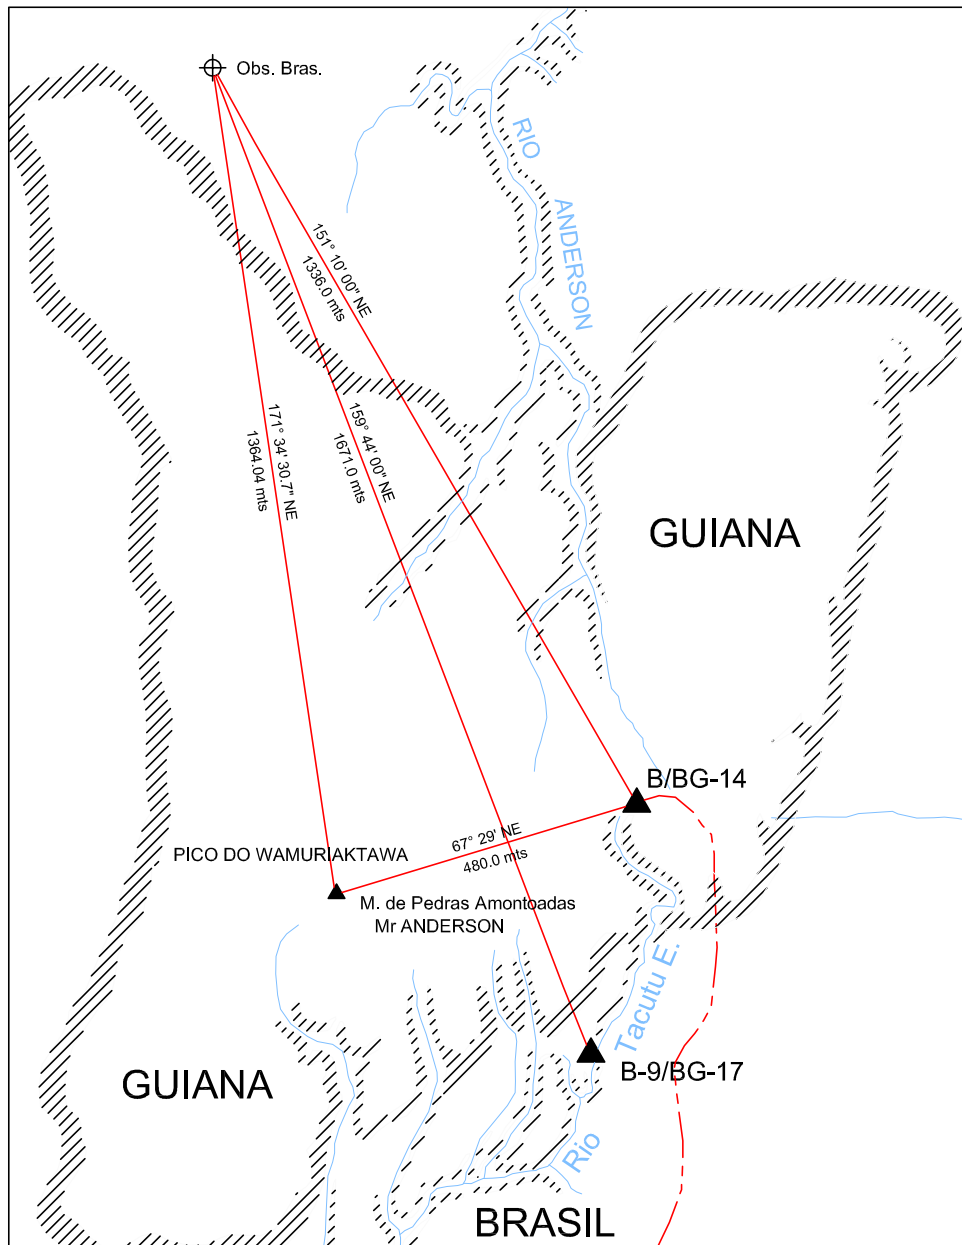 Obs. Bras.
RIO
ANDERSON
151° 10' 00" NE
1336.0 mts
171° 34' 30.7" NE
1364.04 mts
159° 44' 00" NE
1671.0 mts
GUIANA
B/BG-14
67° 29' NE
480.0 mts
PICO DO WAMURIAKTAWA
M. de Pedras Amontoadas
Mr ANDERSON
Tacutu E.
B-9/BG-17
GUIANA
Rio
BRASIL